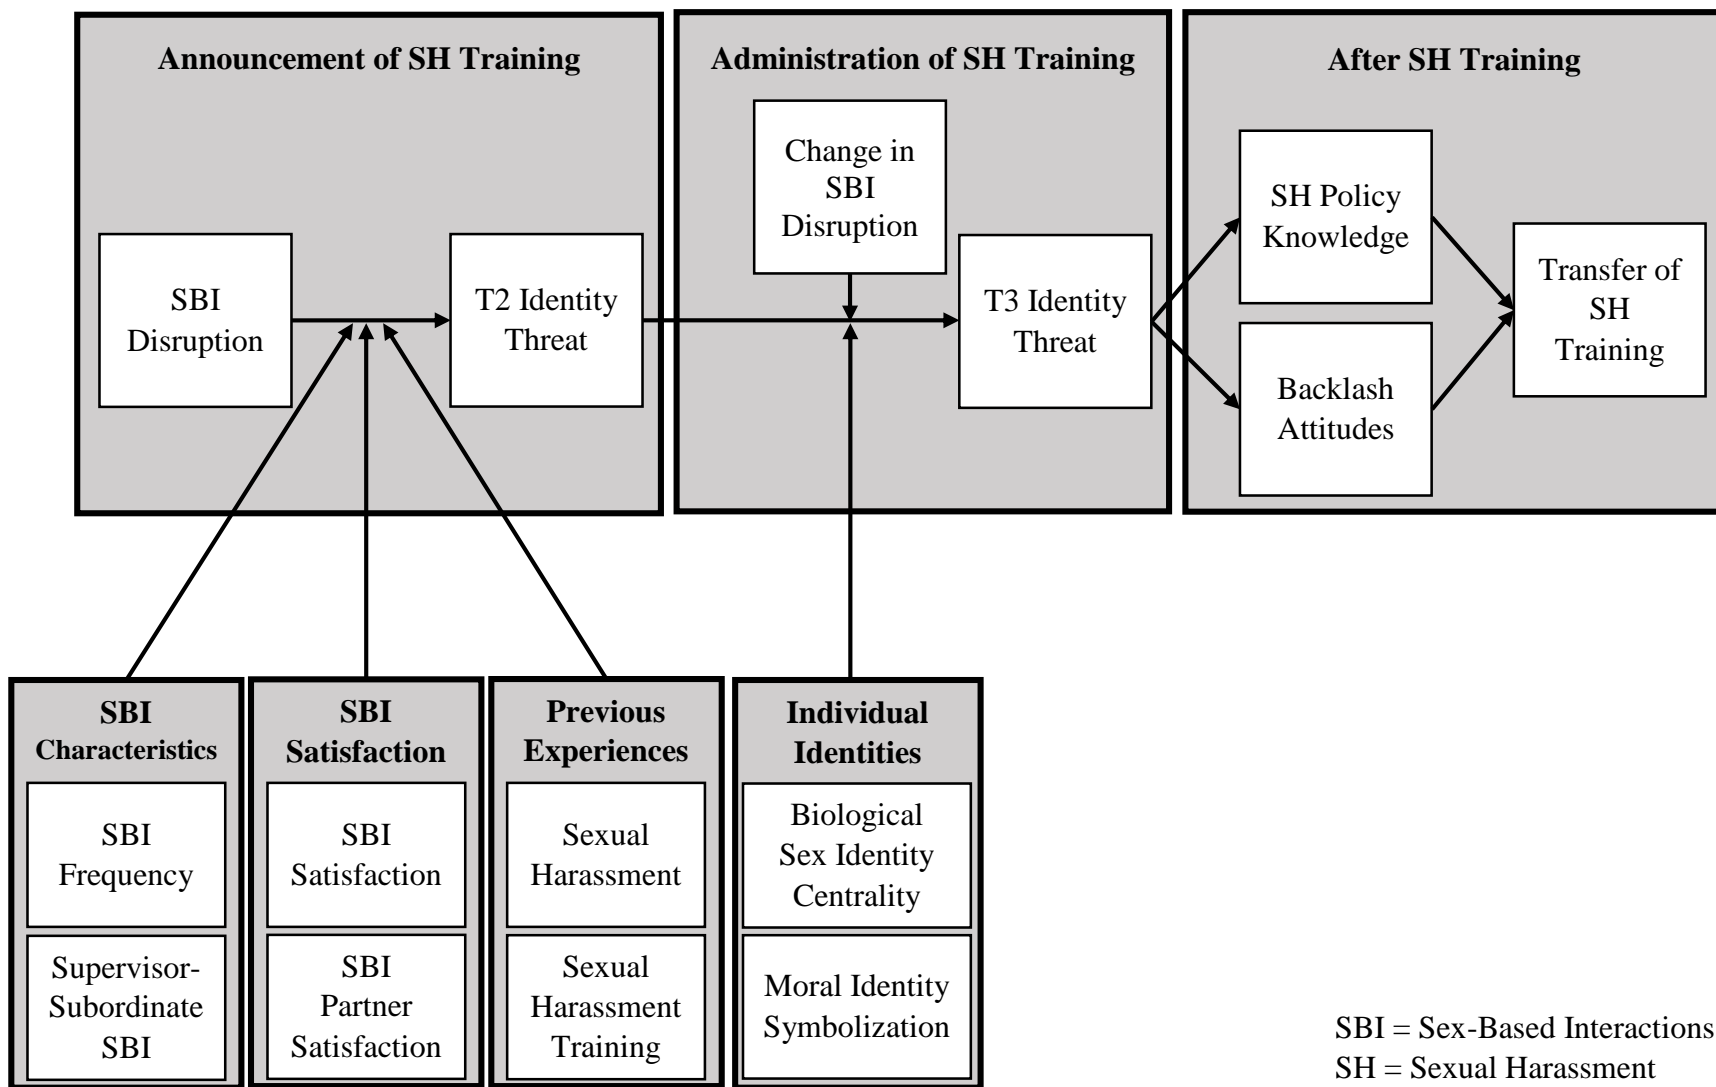 Announcement of SH Training
Administration of SH Training
After SH Training
Change in
SBI
Disruption
SBI
Disruption
T2 Identity
Threat
T3 Identity
Threat
SH Policy
Knowledge
Backlash
Attitudes
Transfer of
SH
Training
SBI
Characteristics
SBI
Frequency
Supervisor-
Subordinate
SBI
SBI
Satisfaction
SBI
Satisfaction
SBI
Partner
Satisfaction
Previous
Experiences
Sexual
Harassment
Sexual
Harassment
Training
Individual
Identities
Biological
Sex Identity
Centrality
Moral Identity
Symbolization
SBI = Sex-Based Interactions
SH = Sexual Harassment